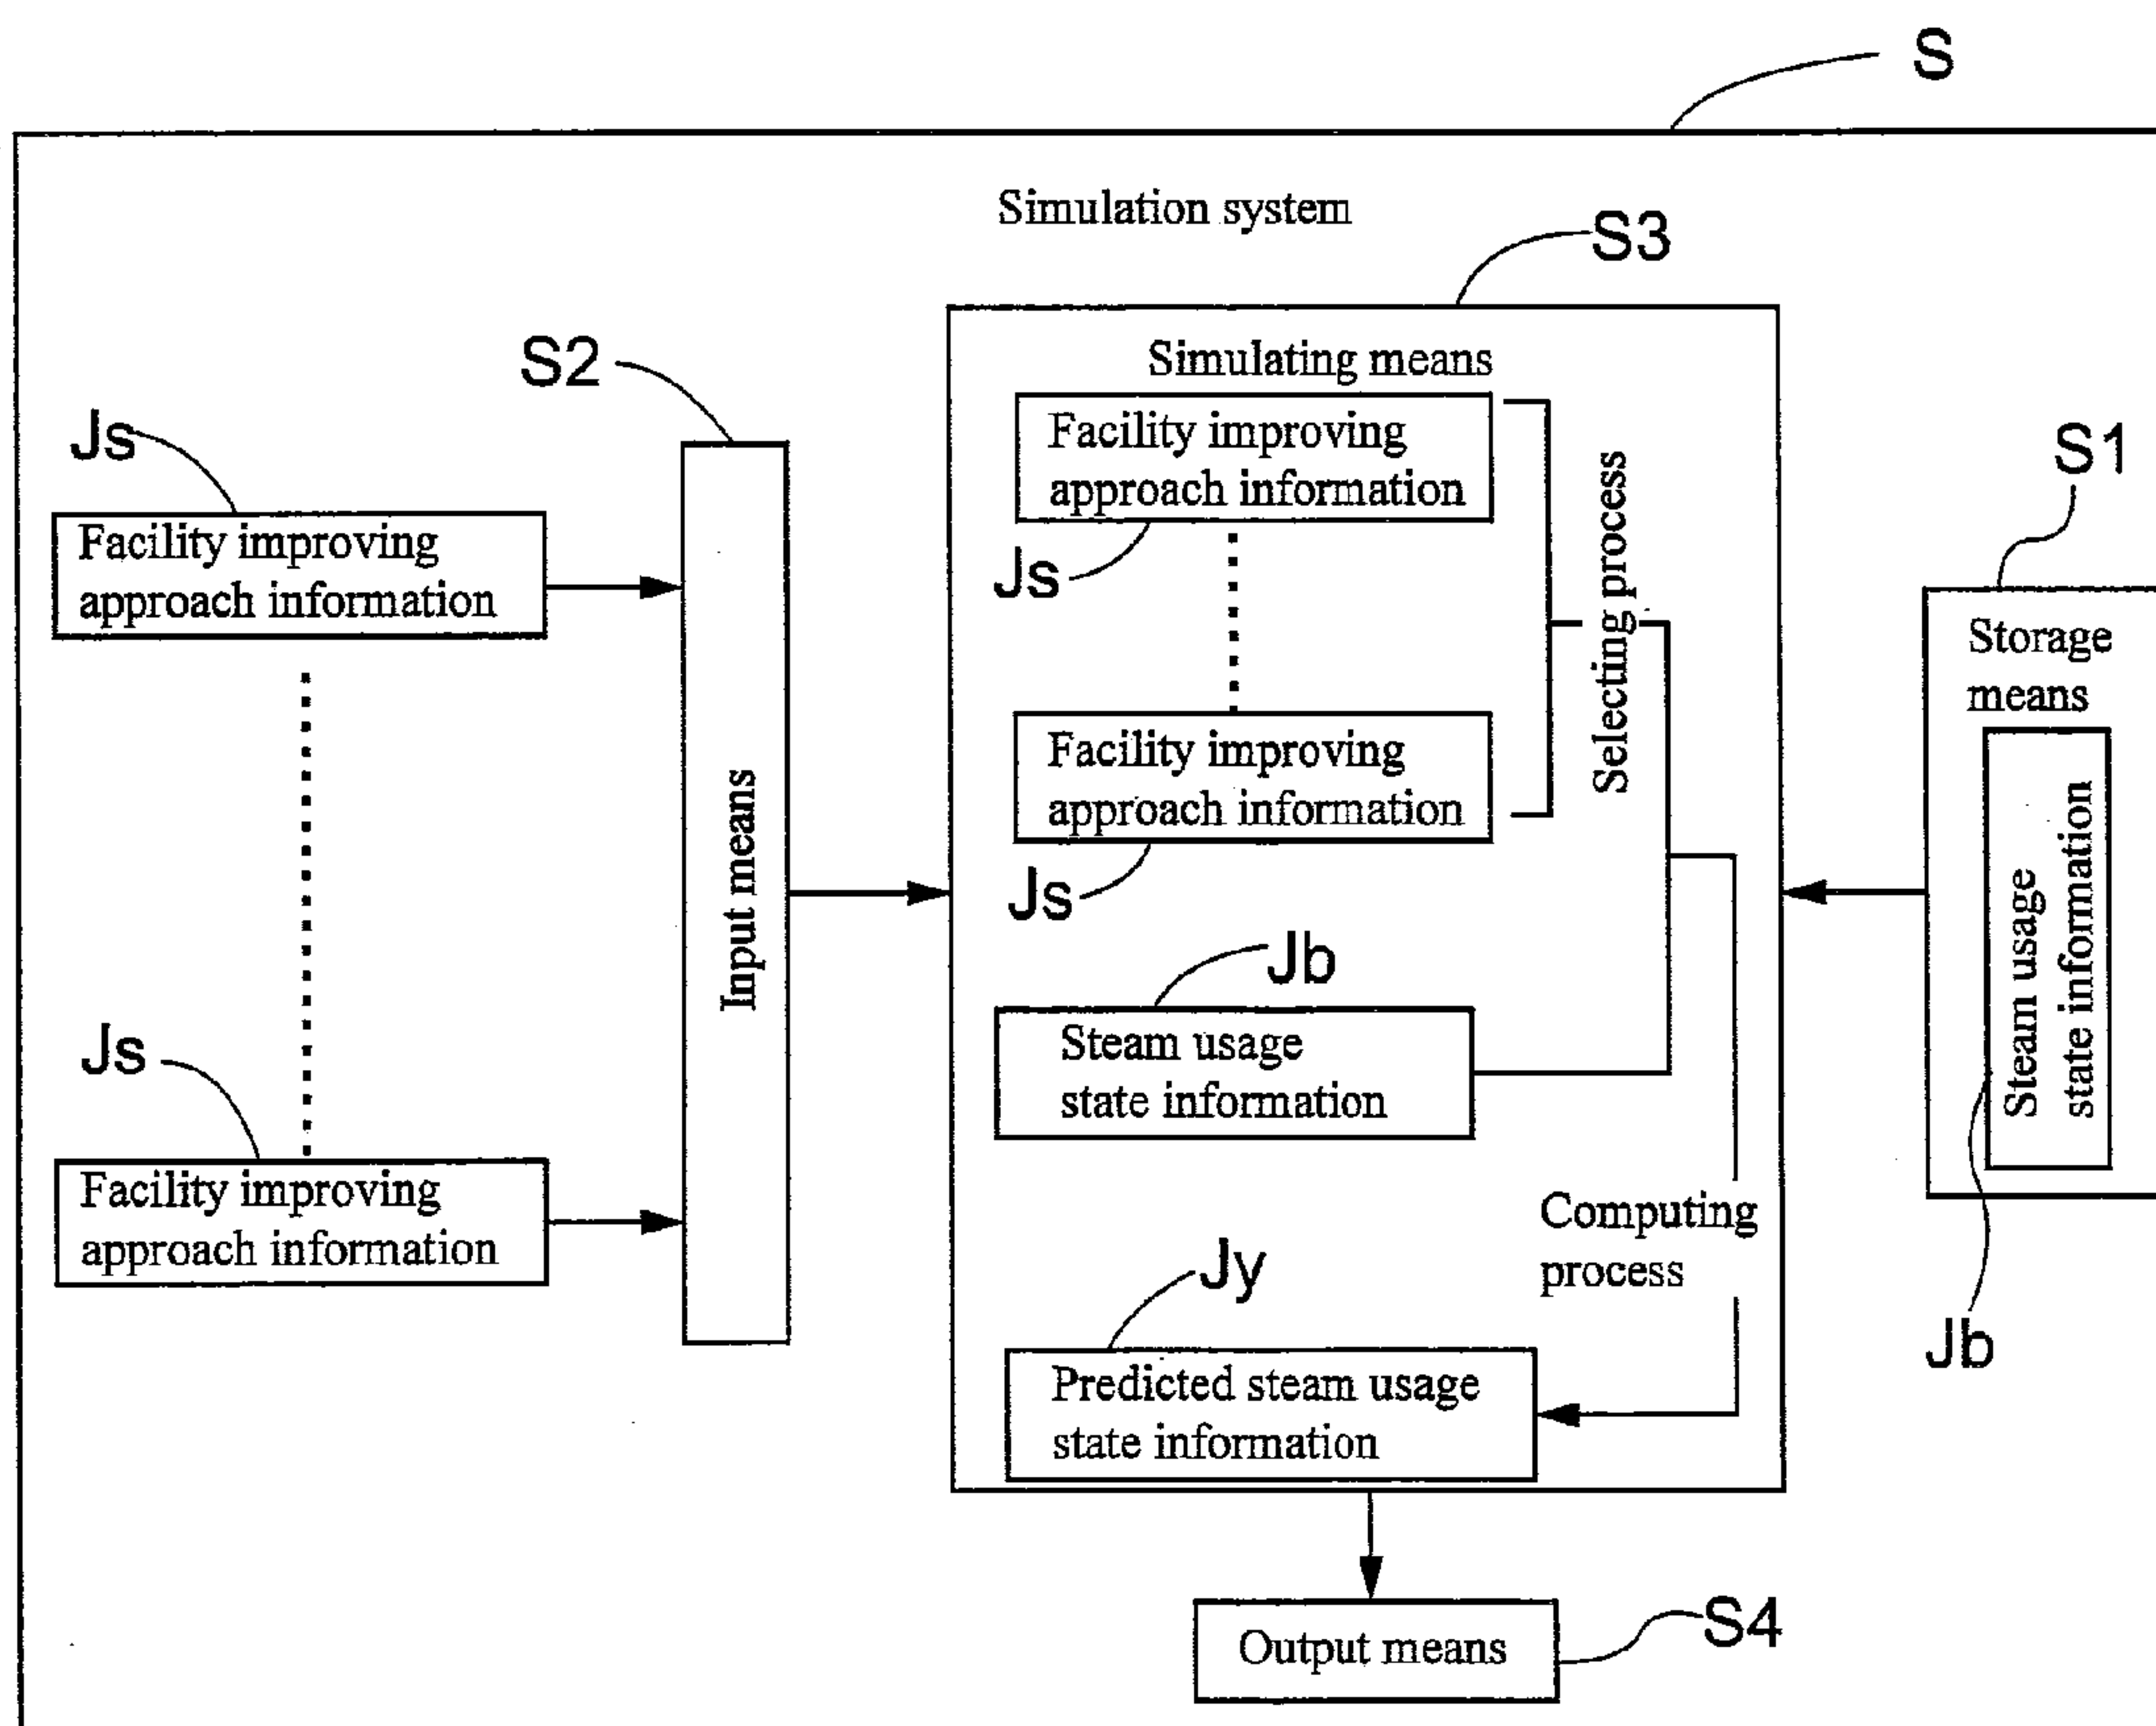 S
Simulation system
S3
S2
Simulating means
Js
Facility improving
approach information
Facility improving
approach information
Js
Selecting process
S1
Storage
means
Steam usage
state information
Jb
Input means
Facility improving
approach information
Js
Jb
Steam usage
state information
Js
Facility improving
approach information
Computing
process
Jy
Predicted steam usage
state information
Output means
S4